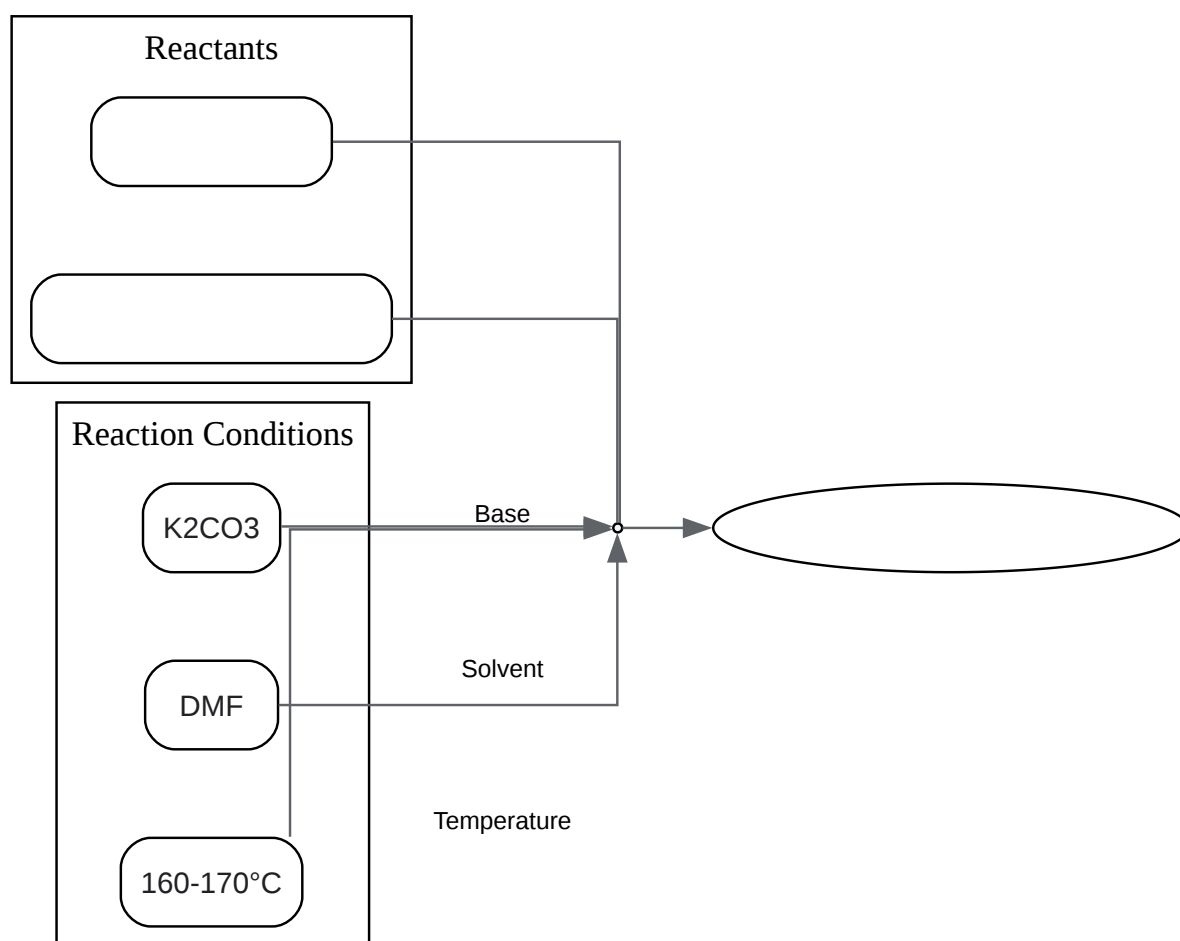 Reactants
Reaction Conditions
K2CO3
Base
DMF
Solvent
160-170°C
Temperature